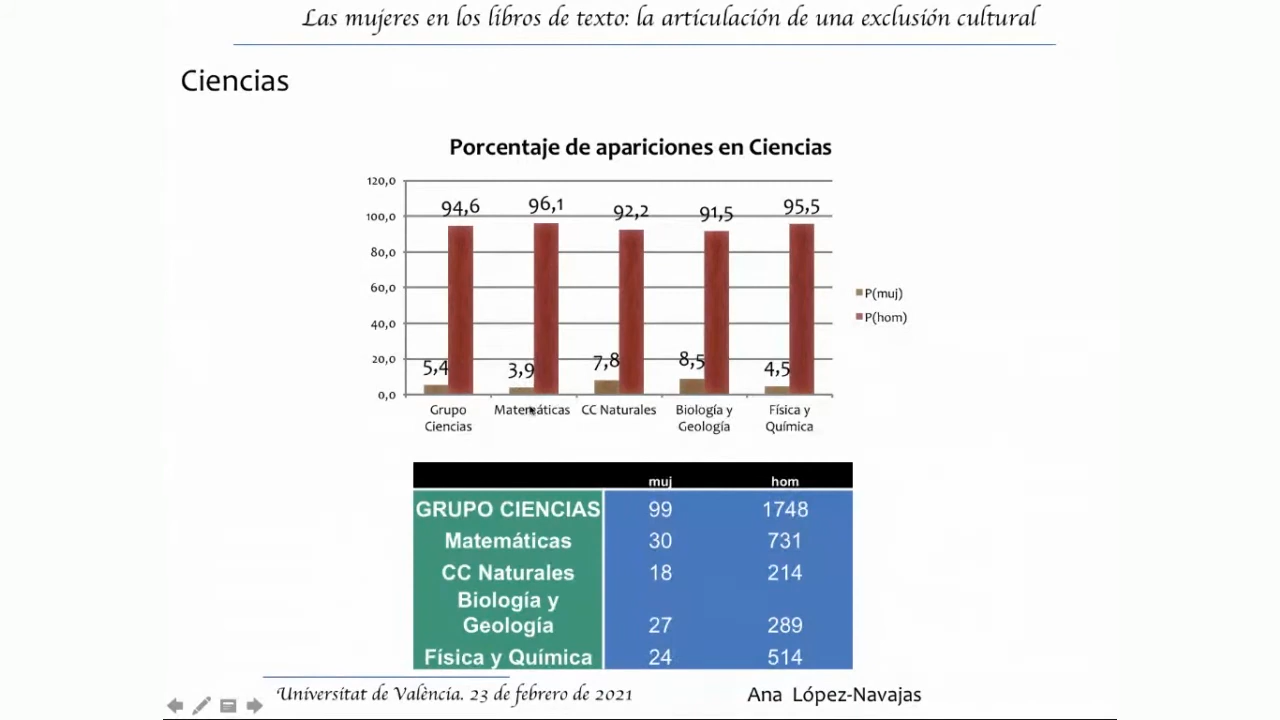 Las mujeres en los libros de texto: la articulación de una exclusión cultural
Ciencias
Porcentaje de apariciones en Ciencias
120,0
100,0
80,0
60,0
40,0
20,0
0,0
94,6
96,1
92,2
91,5
95,5
5,4
3,9
7,8
8,5
4,5
Grupo
Ciencias
Matemáticas
CC Naturales
Biología y
Geología
Física y
Química
P(muj)
P(hom)
muj hom
GRUPO CIENCIAS 99 1748
Matemáticas 30 731
CC Naturales 18 214
Biología y
Geología 27 289
Física y Química 24 514
Universitat de València. 23 de febrero de 2021
Ana López-Navajas